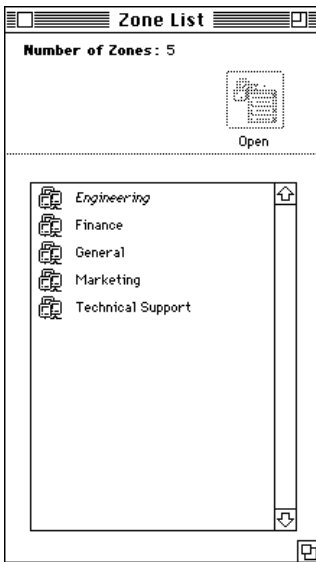 Zone List
Number of Zones: 5
Open
Engineering
Finance
General
Marketing
Technical Support